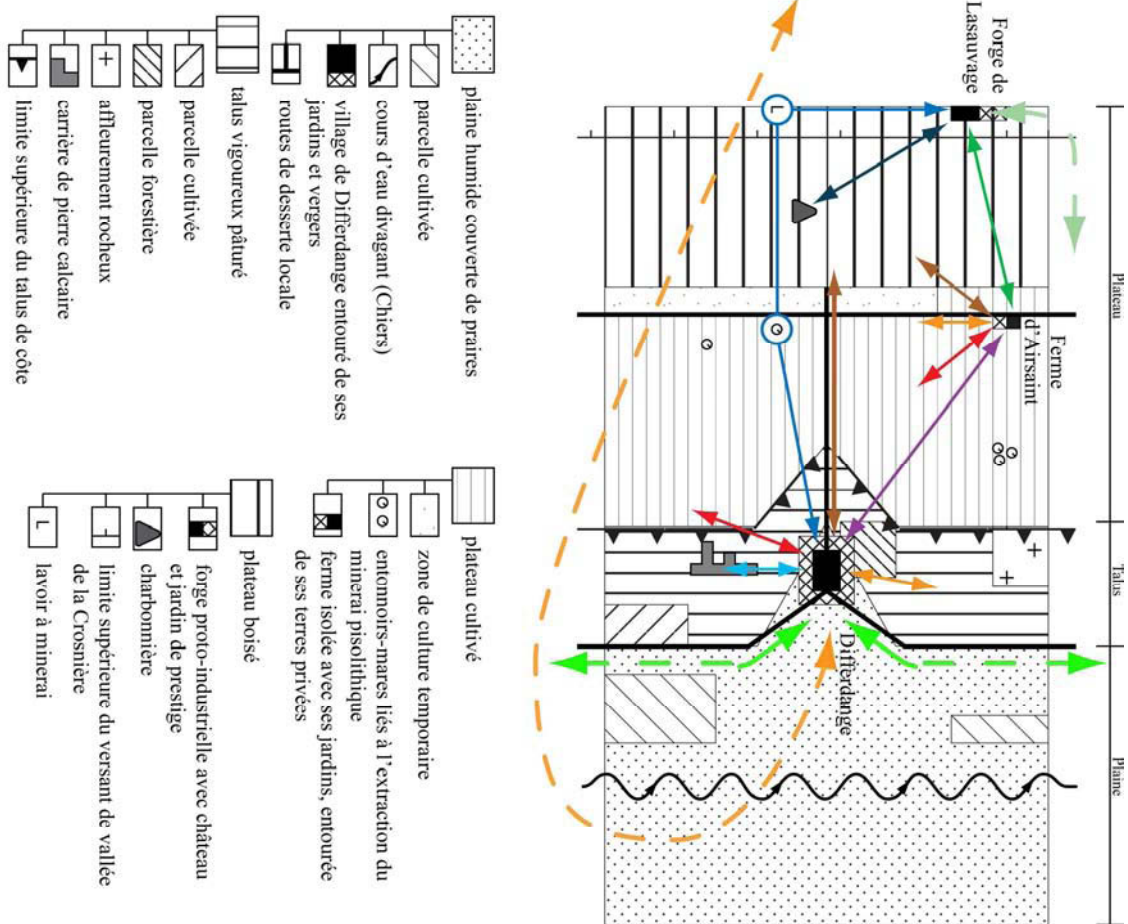 Plateau
Talus
Plaine
Ferme
d'Airsaint
Forge de
Lasauvage
Differdange
L
plaine humide couverte de praires
parcelle cultivée
cours d'eau divagant (Chiers)
village de Differdange entouré de ses
jardins et vergers
routes de desserte locale
talus vigoureux pâturé
parcelle cultivée
parcelle forestière
affleurement rocheux
carrière de pierre calcaire
limite supérieure du talus de côte
plateau cultivé
zone de culture temporaire
entonnoirs-mares liés à l'extraction du
minerai pisolithique
ferme isolée avec ses jardins, entourée
de ses terres privées
plateau boisé
forge proto-industrielle avec château
et jardin de prestige
charbonnière
limite supérieure du versant de vallée
de la Crosnière
L lavoir à minerai